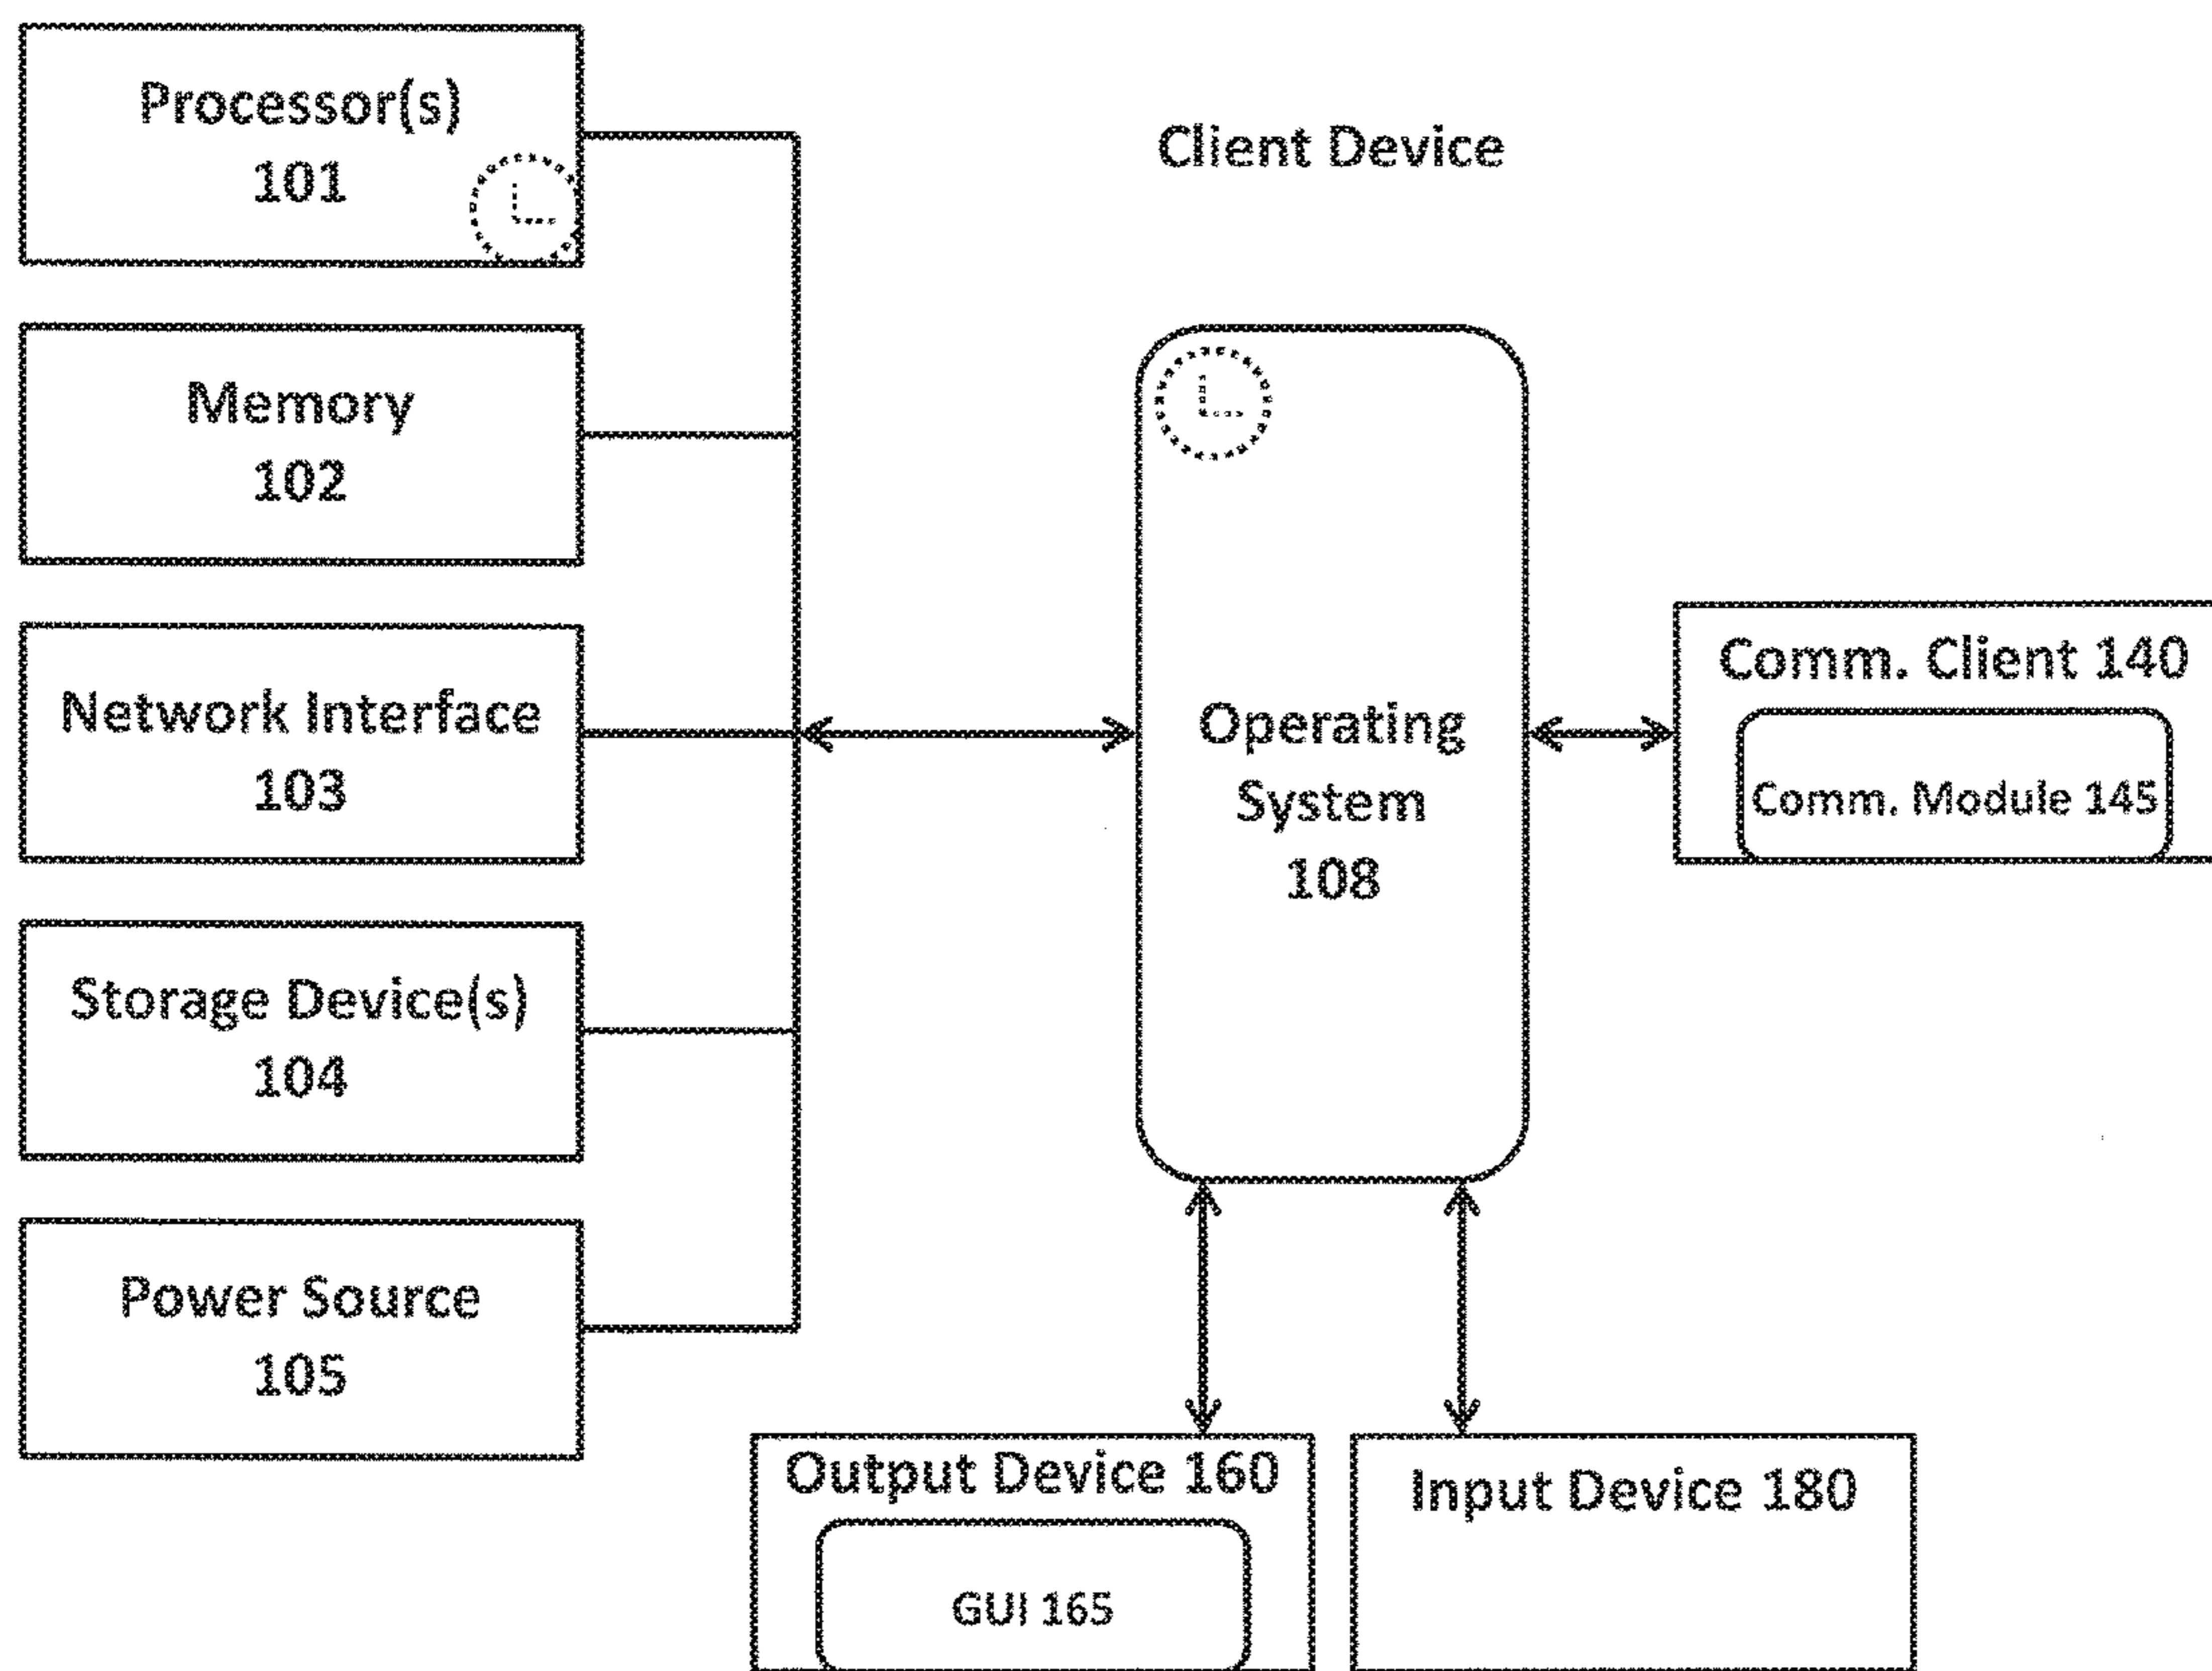 Processor(s)
101
Client Device
Memory
102
Network Interface
103
Operating
System
108
Comm. Client 140
Comm. Module 145
Storage Device(s)
104
Power Source
105
Output Device 160
GUI 165
Input Device 180